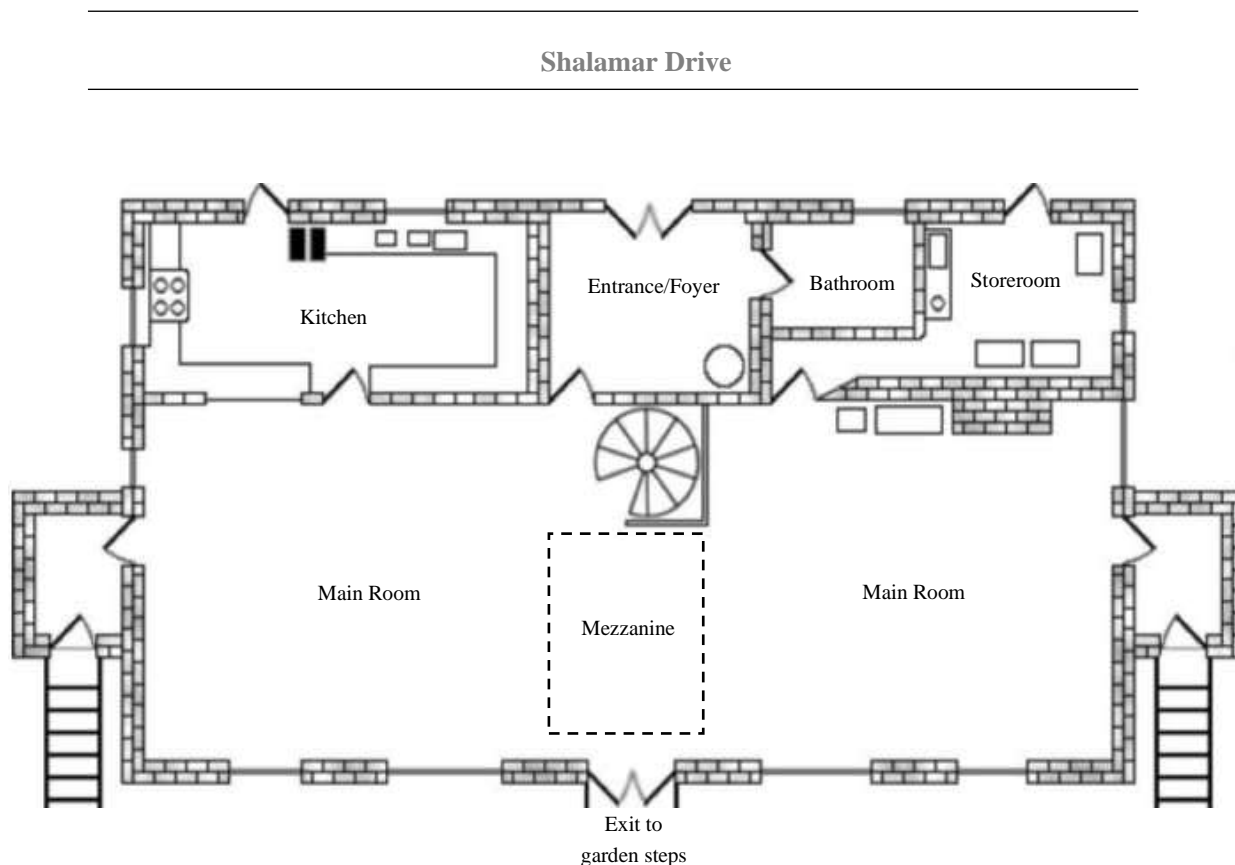 Shalamar Drive
Entrance/Foyer
Bathroom
Storeroom
Kitchen
Main Room
Main Room
Mezzanine
Exit to
garden steps